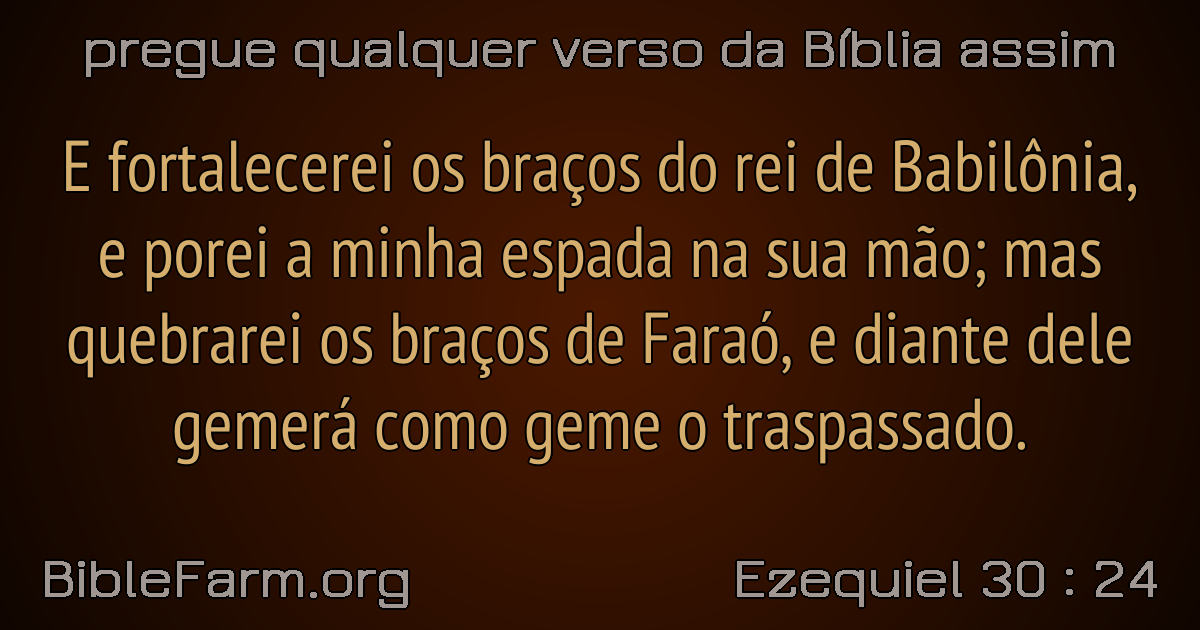 pregue qualquer verso da Bíblia assim
E fortalecerei os braços do rei de Babilônia,
e porei a minha espada na sua mão; mas
quebrarei os braços de Faraó, e diante dele
gemerá como geme o traspassado.
BibleFarm.org
Ezequiel 30 : 24